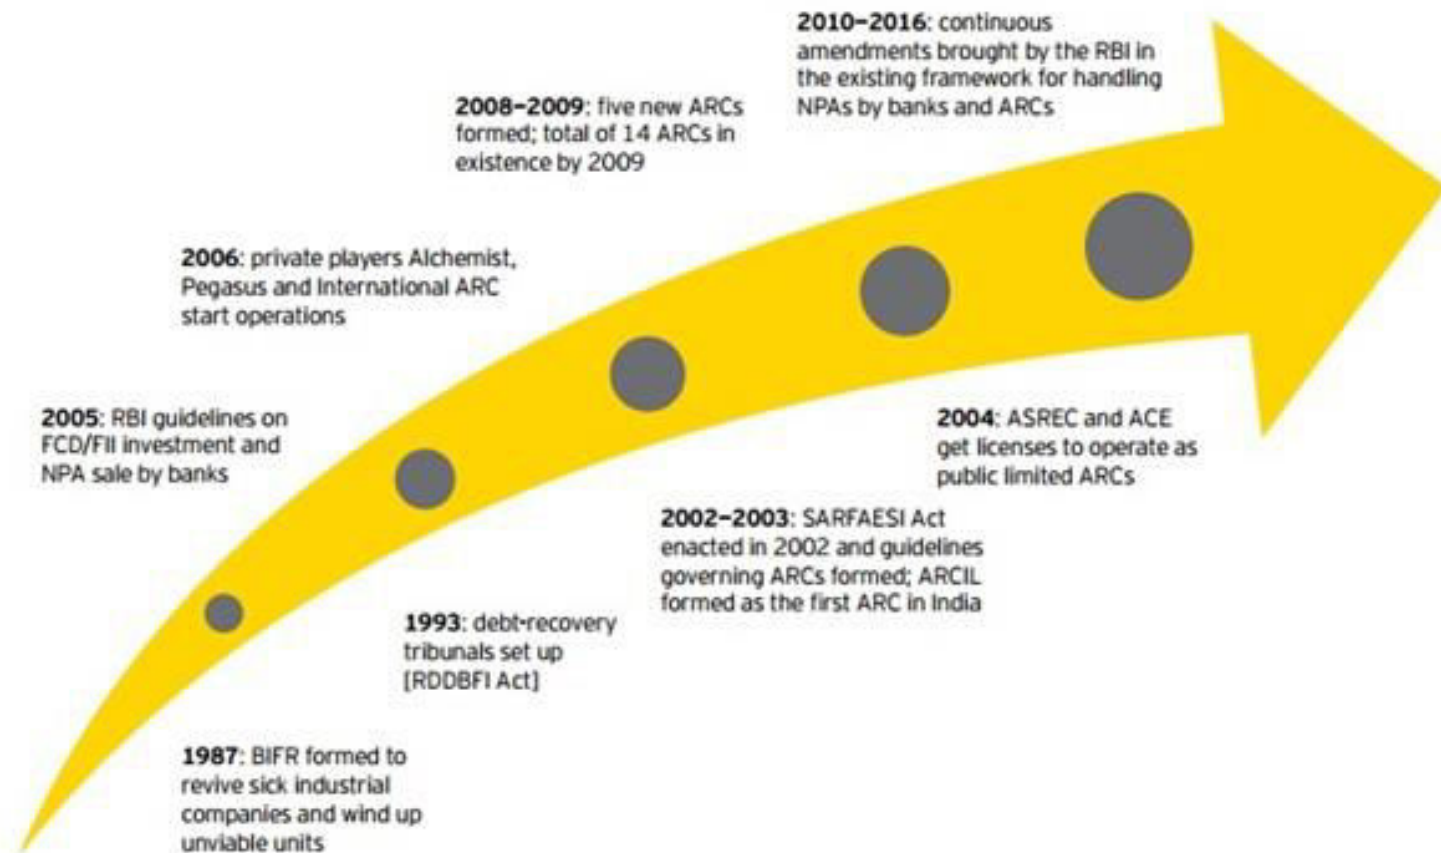 2010–2016: continuous
amendments brought by the RBI in
the existing framework for handling
NPAs by banks and ARCs
2008–2009: five new ARCs
formed; total of 14 ARCs in
existence by 2009
2006: private players Alchemist,
Pegasus and International ARC
start operations
2005: RBI guidelines on
FCD/FII investment and
NPA sale by banks
2004: ASREC and ACE
get licenses to operate as
public limited ARCs
2002–2003: SARFAESI Act
enacted in 2002 and guidelines
governing ARCs formed; ARCIL
formed as the first ARC in India
1993: debt-recovery
tribunals set up
[RDDBFI Act]
1987: BIFR formed to
revive sick industrial
companies and wind up
unviable units